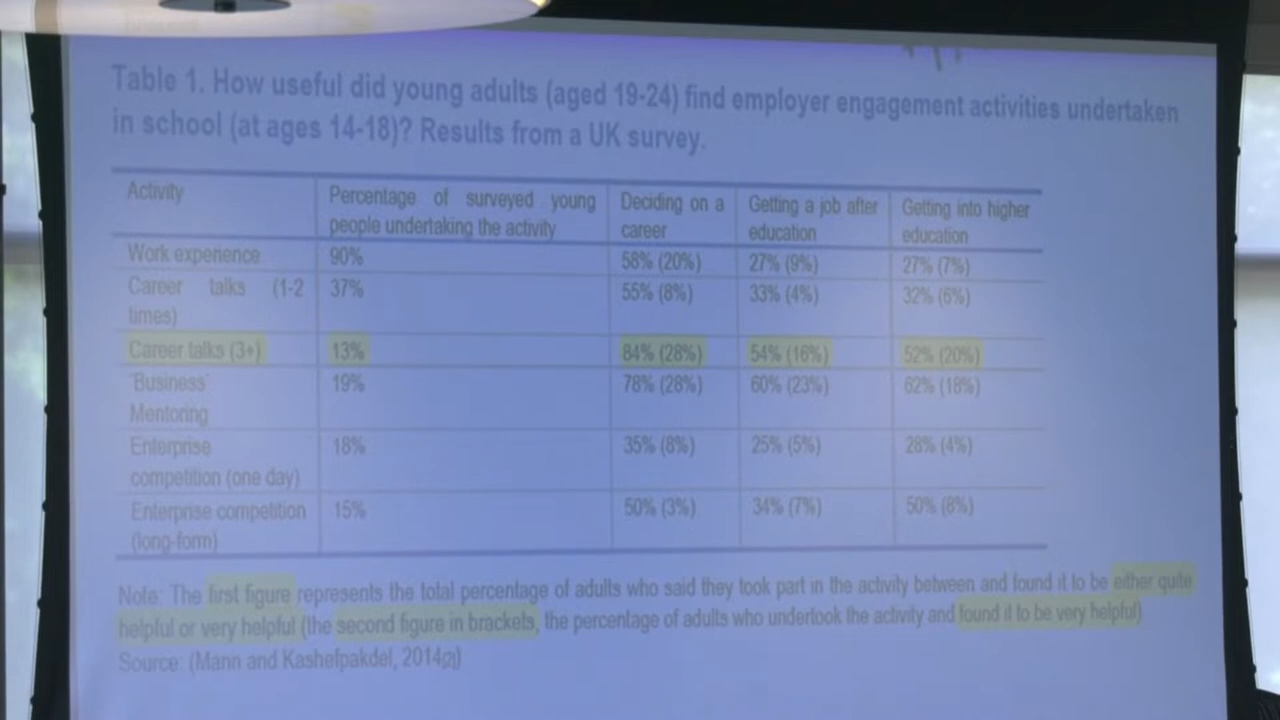 Table 1. How useful did young adults (aged 19-24) find employer engagement activities undertaken
in school (at ages 14-18)? Results from a UK survey.
Activity
Percentage of surveyed young
people undertaking the activity
Deciding on a
career
Getting a job after
education
Getting into higher
education
Work experience 90% 58% (20%) 27% (9%) 27% (7%)
Career talks (1-2
times)
37% 55% (8%) 33% (4%) 32% (6%)
Career talks (3+) 13% 84% (28%) 54% (16%) 52% (20%)
'Business'
Mentoring
19% 78% (28%) 60% (23%) 62% (18%)
Enterprise
competition (one day)
18% 35% (8%) 25% (5%) 28% (4%)
Enterprise competition
(long-form)
15% 50% (3%) 34% (7%) 50% (8%)
Note: The first figure represents the total percentage of adults who said they took part in the activity between and found it to be either quite
helpful or very helpful (the second figure in brackets, the percentage of adults who undertook the activity and found it to be very helpful)
Source: (Mann and Kashefpakdel, 2014[2])